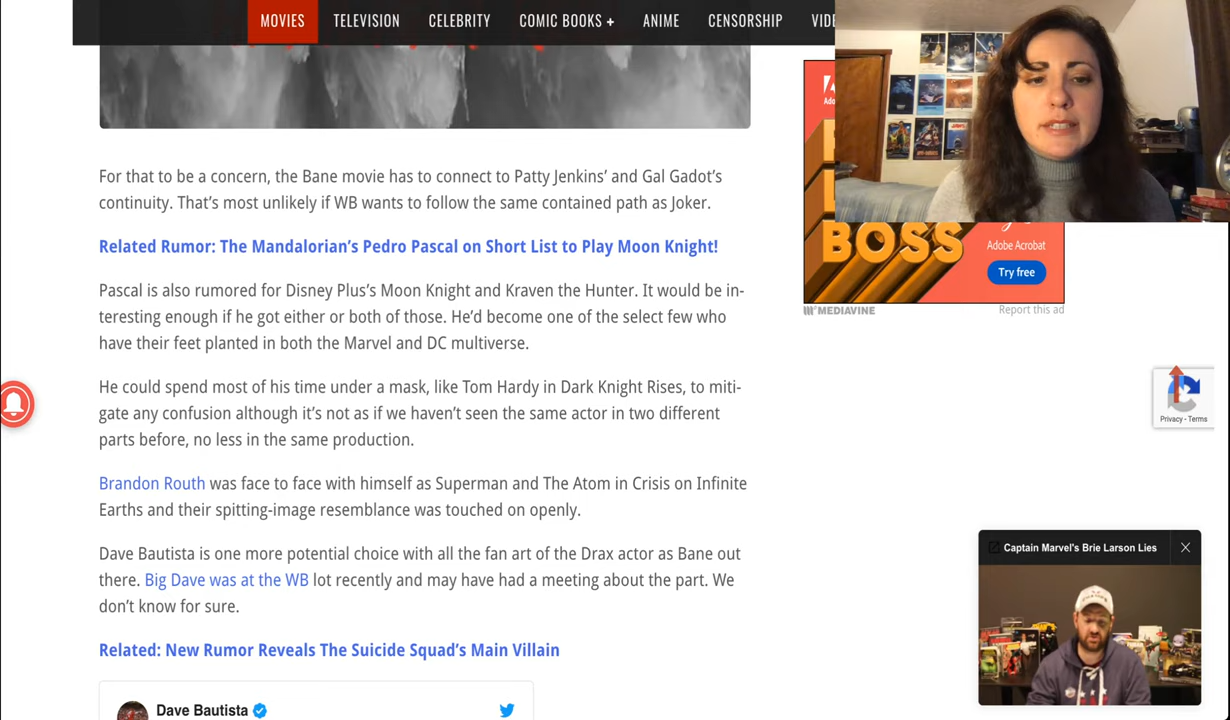 MOVIES TELEVISION CELEBRITY COMIC BOOKS + ANIME CENSORSHIP
For that to be a concern, the Bane movie has to connect to Patty Jenkins' and Gal Gadot's
continuity. That's most unlikely if WB wants to follow the same contained path as Joker.
Related Rumor: The Mandalorian's Pedro Pascal on Short List to Play Moon Knight!
Pascal is also rumored for Disney Plus's Moon Knight and Kraven the Hunter. It would be in-
teresting enough if he got either or both of those. He'd become one of the select few who
have their feet planted in both the Marvel and DC multiverse.
He could spend most of his time under a mask, like Tom Hardy in Dark Knight Rises, to miti-
gate any confusion although it's not as if we haven't seen the same actor in two different
parts before, no less in the same production.
Brandon Routh was face to face with himself as Superman and The Atom in Crisis on Infinite
Earths and their spitting-image resemblance was touched on openly.
Dave Bautista is one more potential choice with all the fan art of the Drax actor as Bane out
there. Big Dave was at the WB lot recently and may have had a meeting about the part. We
don't know for sure.
Related: New Rumor Reveals The Suicide Squad's Main Villain
Dave Bautista
BOSS
Adobe Acrobat
Try free
MEDIAVINE
Report this ad
Privacy - Terms
Captain Marvel's Brie Larson Lies